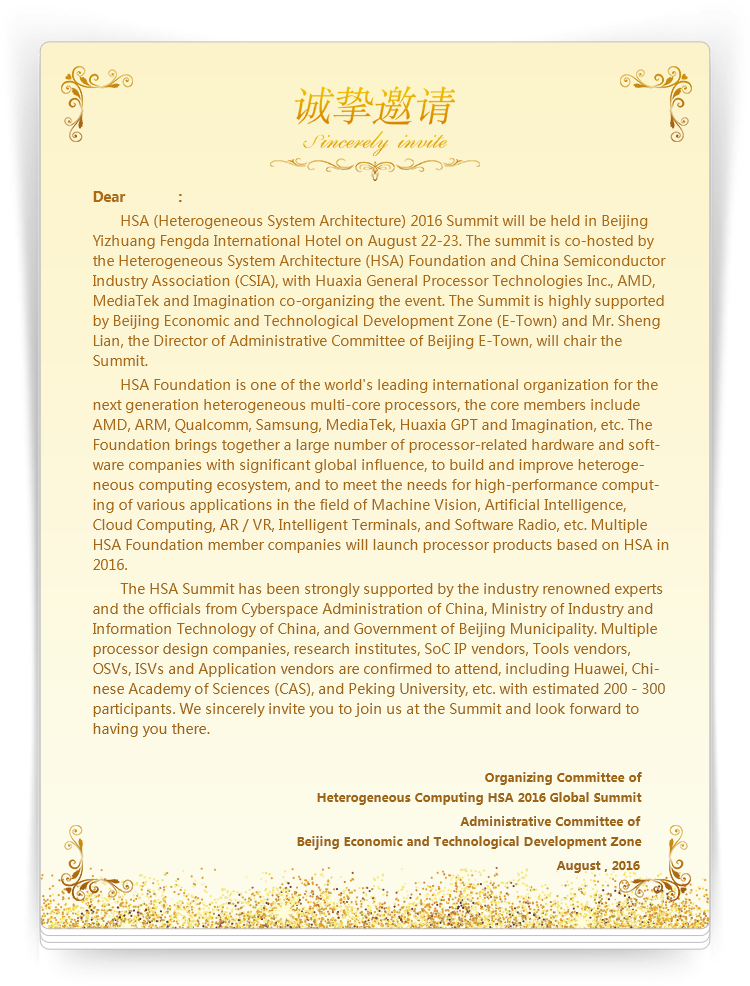 诚挚邀请
Sincerely invite
Dear :
HSA (Heterogeneous System Architecture) 2016 Summit will be held in Beijing
Yizhuang Fengda International Hotel on August 22-23. The summit is co-hosted by
the Heterogeneous System Architecture (HSA) Foundation and China Semiconductor
Industry Association (CSIA), with Huaxia General Processor Technologies Inc., AMD,
MediaTek and Imagination co-organizing the event. The Summit is highly supported
by Beijing Economic and Technological Development Zone (E-Town) and Mr. Sheng
Lian, the Director of Administrative Committee of Beijing E-Town, will chair the
Summit.
HSA Foundation is one of the world's leading international organization for the
next generation heterogeneous multi-core processors, the core members include
AMD, ARM, Qualcomm, Samsung, MediaTek, Huaxia GPT and Imagination, etc. The
Foundation brings together a large number of processor-related hardware and soft-
ware companies with significant global influence, to build and improve heteroge-
neous computing ecosystem, and to meet the needs for high-performance comput-
ing of various applications in the field of Machine Vision, Artificial Intelligence,
Cloud Computing, AR / VR, Intelligent Terminals, and Software Radio, etc. Multiple
HSA Foundation member companies will launch processor products based on HSA in
2016.
The HSA Summit has been strongly supported by the industry renowned experts
and the officials from Cyberspace Administration of China, Ministry of Industry and
Information Technology of China, and Government of Beijing Municipality. Multiple
processor design companies, research institutes, SoC IP vendors, Tools vendors,
OSVs, ISVs and Application vendors are confirmed to attend, including Huawei, Chi-
nese Academy of Sciences (CAS), and Peking University, etc. with estimated 200 - 300
participants. We sincerely invite you to join us at the Summit and look forward to
having you there.
Organizing Committee of
Heterogeneous Computing HSA 2016 Global Summit
Administrative Committee of
Beijing Economic and Technological Development Zone
August , 2016